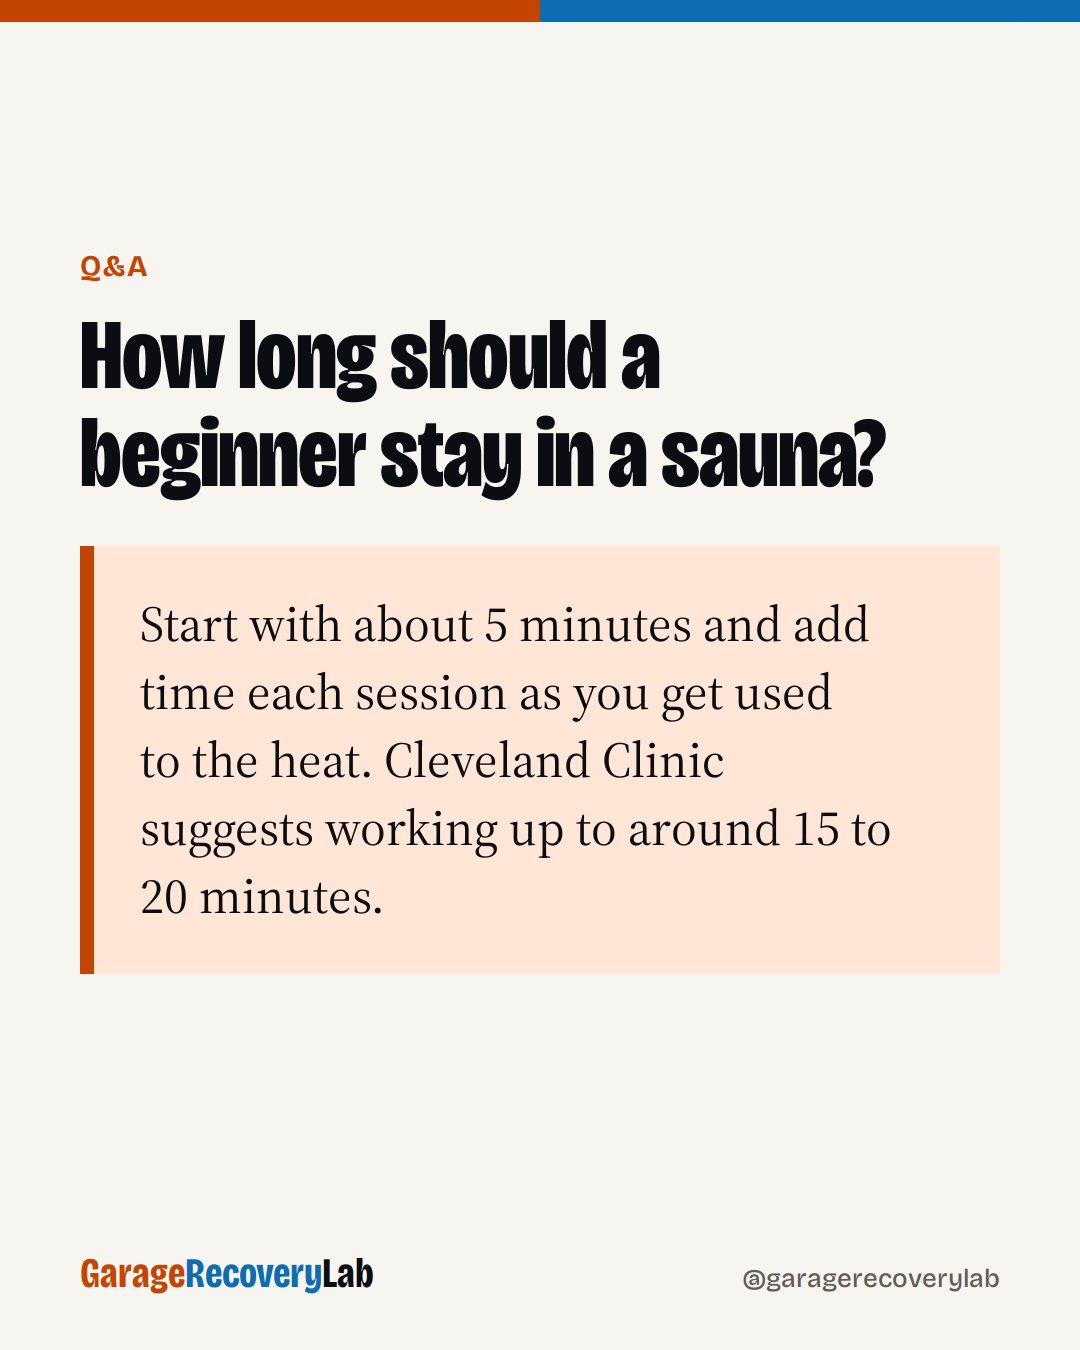 Q&A
How long should a
beginner stay in a sauna?
Start with about 5 minutes and add
time each session as you get used
to the heat. Cleveland Clinic
suggests working up to around 15 to
20 minutes.
GarageRecoveryLab
@garagerecoverylab